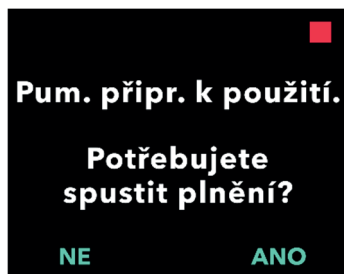 Pum. připr. k použití.
Potřebujete
spustit plnění?
NE ANO